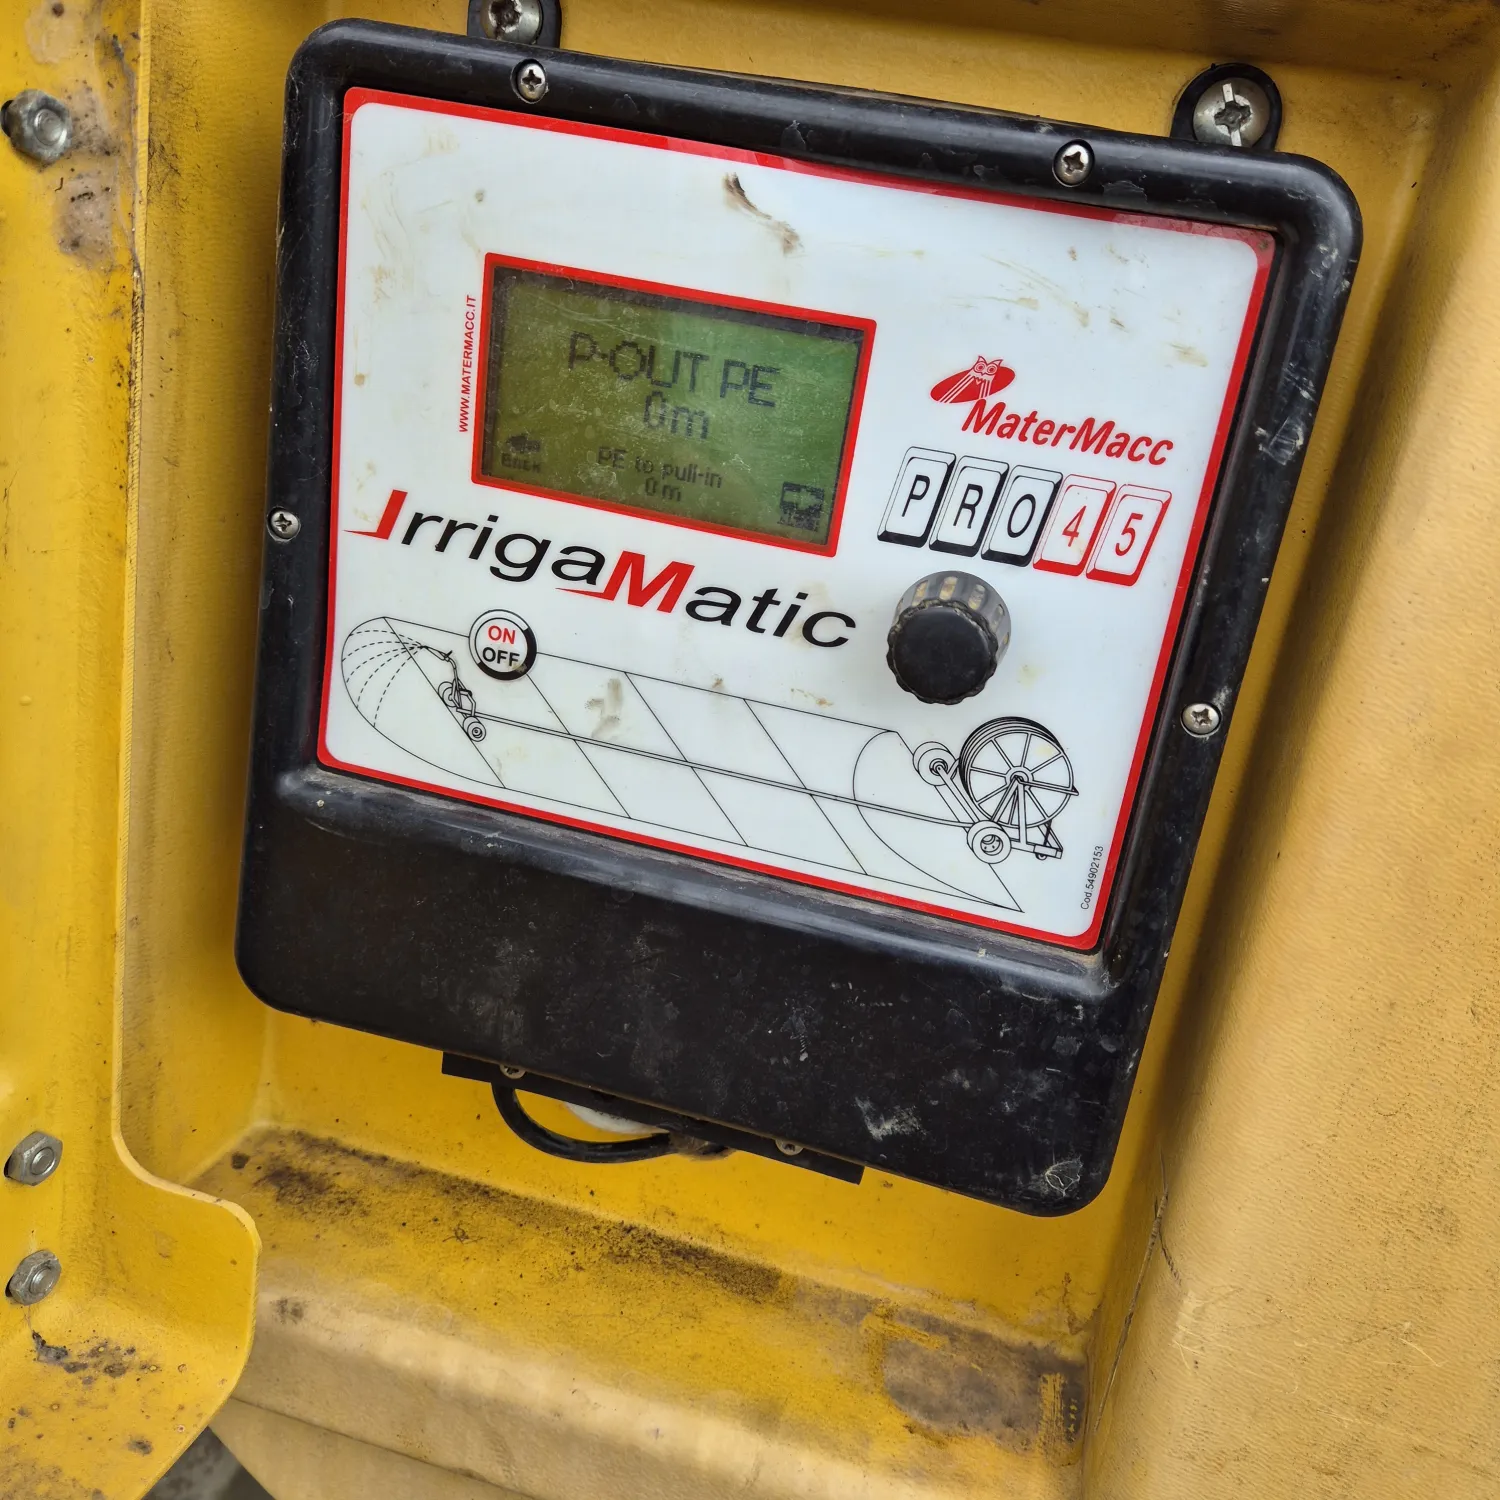 P-OUT PE
0m
Back
PE to pull-in
0 m
WWW.MATERMACC.IT
MaterMacc
PRO45
IrrigaMatic
ON
OFF
Cod.54902153